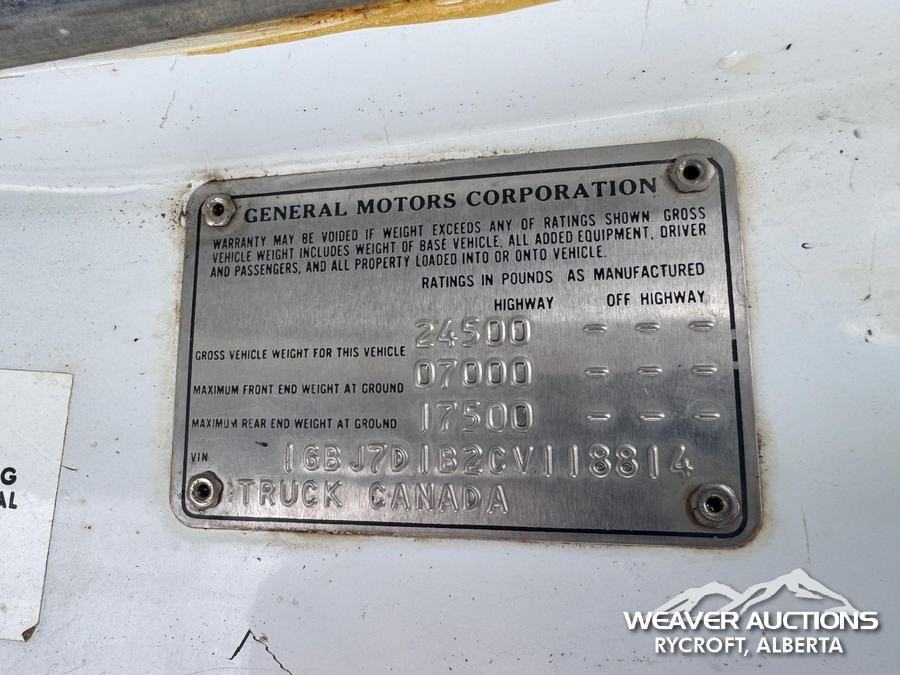 GENERAL MOTORS CORPORATION
WARRANTY MAY BE VOIDED IF WEIGHT EXCEEDS ANY OF RATINGS SHOWN. GROSS
VEHICLE WEIGHT INCLUDES WEIGHT OF BASE VEHICLE, ALL ADDED EQUIPMENT, DRIVER
AND PASSENGERS, AND ALL PROPERTY LOADED INTO OR ONTO VEHICLE.
RATINGS IN POUNDS AS MANUFACTURED
HIGHWAY OFF HIGHWAY
GROSS VEHICLE WEIGHT FOR THIS VEHICLE 24500 - - -
MAXIMUM FRONT END WEIGHT AT GROUND 07000 - - -
MAXIMUM REAR END WEIGHT AT GROUND 17500 - - -
VIN 1GBJ7D1B2CV118814
TRUCK CANADA
G
AL
WEAVER AUCTIONS
RYCROFT, ALBERTA